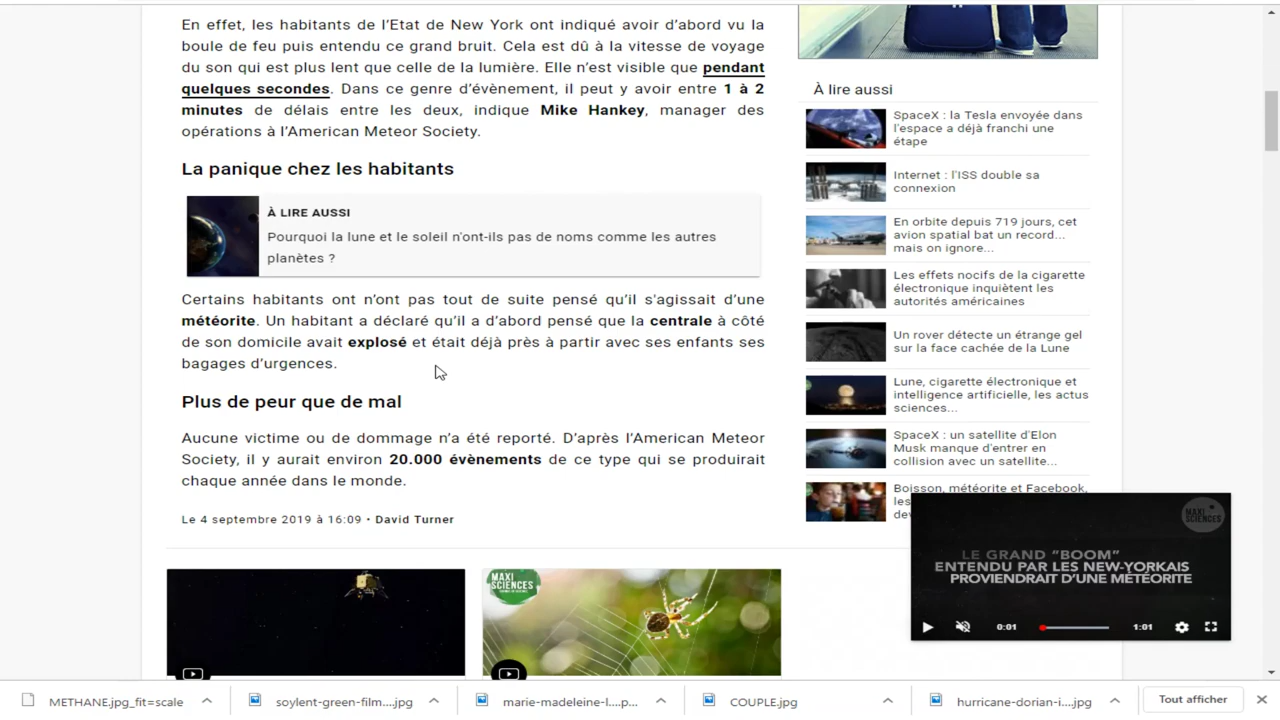 En effet, les habitants de l'Etat de New York ont indiqué avoir d'abord vu la
boule de feu puis entendu ce grand bruit. Cela est dû à la vitesse de voyage
du son qui est plus lent que celle de la lumière. Elle n'est visible que pendant
quelques secondes. Dans ce genre d'évènement, il peut y avoir entre 1 à 2
minutes de délais entre les deux, indique Mike Hankey, manager des
opérations à l'American Meteor Society.
La panique chez les habitants
À LIRE AUSSI
Pourquoi la lune et le soleil n'ont-ils pas de noms comme les autres
planètes ?
Certains habitants ont n'ont pas tout de suite pensé qu'il s'agissait d'une
météorite. Un habitant a déclaré qu'il a d'abord pensé que la centrale à côté
de son domicile avait explosé et était déjà près à partir avec ses enfants ses
bagages d'urgences.
Plus de peur que de mal
Aucune victime ou de dommage n'a été reporté. D'après l'American Meteor
Society, il y aurait environ 20.000 évènements de ce type qui se produirait
chaque année dans le monde.
Le 4 septembre 2019 à 16:09 • David Turner
MAXI
SCIENCES
À lire aussi
SpaceX : la Tesla envoyée dans
l'espace a déjà franchi une
étape
Internet : l'ISS double sa
connexion
En orbite depuis 719 jours, cet
avion spatial bat un record...
mais on ignore...
Les effets nocifs de la cigarette
électronique inquiètent les
autorités américaines
Un rover détecte un étrange gel
sur la face cachée de la Lune
Lune, cigarette électronique et
intelligence artificielle, les actus
sciences...
SpaceX : un satellite d'Elon
Musk manque d'entrer en
collision avec un satellite...
Boisson, météorite et Facebook,
les
MAXI
SCIENCES
LE GRAND "BOOM"
ENTENDU PAR LES NEW-YORKAIS
PROVIENDRAIT D'UNE MÉTÉORITE
0:01 1:01
METHANE.jpg_fit=scale
soylent-green-film....jpg
marie-madeleine-l....p...
COUPLE.jpg
hurricane-dorian-i....jpg
Tout afficher